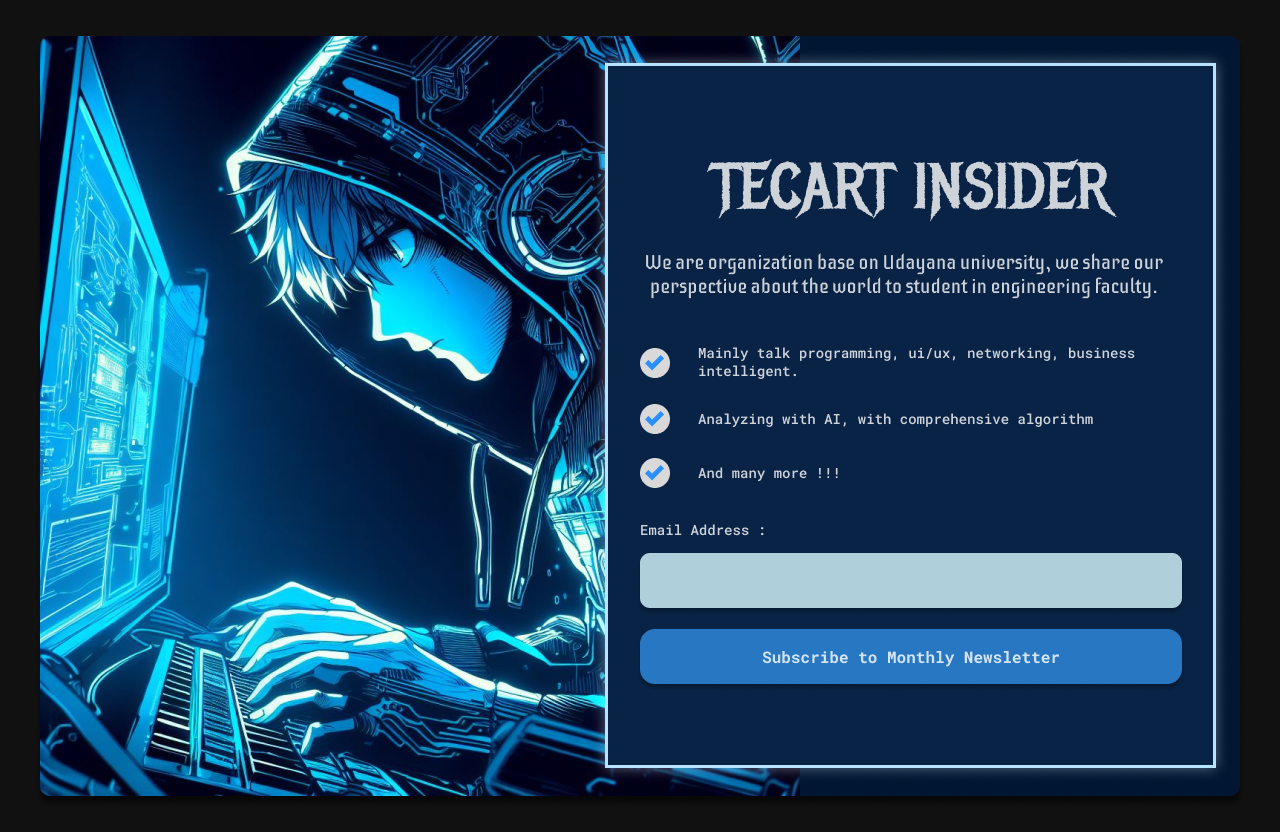 TECART INSIDER
We are organization base on Udayana university, we share our
perspective about the world to student in engineering faculty.
Mainly talk programming, ui/ux, networking, business
intelligent.
Analyzing with AI, with comprehensive algorithm
And many more !!!
Email Address :
Subscribe to Monthly Newsletter